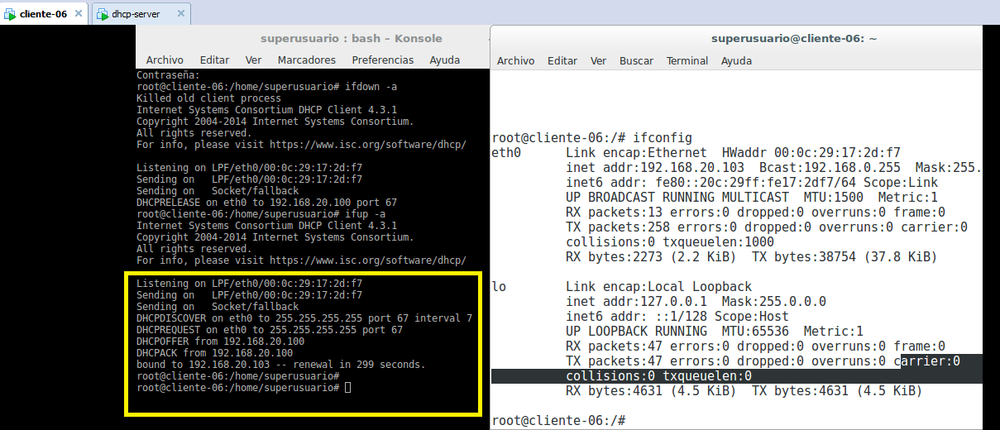 cliente-06
dhcp-server
superusuario : bash – Konsole
Archivo Editar Ver Marcadores Preferencias Ayuda
Contraseña:
root@cliente-06:/home/superusuario# ifdown -a
Killed old client process
Internet Systems Consortium DHCP Client 4.3.1
Copyright 2004-2014 Internet Systems Consortium.
All rights reserved.
For info, please visit https://www.isc.org/software/dhcp/
Listening on LPF/eth0/00:0c:29:17:2d:f7
Sending on   LPF/eth0/00:0c:29:17:2d:f7
Sending on   Socket/fallback
DHCPRELEASE on eth0 to 192.168.20.100 port 67
root@cliente-06:/home/superusuario# ifup -a
Internet Systems Consortium DHCP Client 4.3.1
Copyright 2004-2014 Internet Systems Consortium.
All rights reserved.
For info, please visit https://www.isc.org/software/dhcp/
Listening on LPF/eth0/00:0c:29:17:2d:f7
Sending on   LPF/eth0/00:0c:29:17:2d:f7
Sending on   Socket/fallback
DHCPDISCOVER on eth0 to 255.255.255.255 port 67 interval 7
DHCPREQUEST on eth0 to 255.255.255.255 port 67
DHCPOFFER from 192.168.20.100
DHCPACK from 192.168.20.100
bound to 192.168.20.103 -- renewal in 299 seconds.
root@cliente-06:/home/superusuario#
root@cliente-06:/home/superusuario#
superusuario@cliente-06: ~
Archivo Editar Ver Buscar Terminal Ayuda
root@cliente-06:/# ifconfig
eth0      Link encap:Ethernet  HWaddr 00:0c:29:17:2d:f7
inet addr:192.168.20.103  Bcast:192.168.0.255  Mask:255.
inet6 addr: fe80::20c:29ff:fe17:2df7/64 Scope:Link
UP BROADCAST RUNNING MULTICAST  MTU:1500  Metric:1
RX packets:13 errors:0 dropped:0 overruns:0 frame:0
TX packets:258 errors:0 dropped:0 overruns:0 carrier:0
collisions:0 txqueuelen:1000
RX bytes:2273 (2.2 KiB)  TX bytes:38754 (37.8 KiB)
lo        Link encap:Local Loopback
inet addr:127.0.0.1  Mask:255.0.0.0
inet6 addr: ::1/128 Scope:Host
UP LOOPBACK RUNNING  MTU:65536  Metric:1
RX packets:47 errors:0 dropped:0 overruns:0 frame:0
TX packets:47 errors:0 dropped:0 overruns:0 carrier:0
collisions:0 txqueuelen:0
RX bytes:4631 (4.5 KiB)  TX bytes:4631 (4.5 KiB)
root@cliente-06:/#